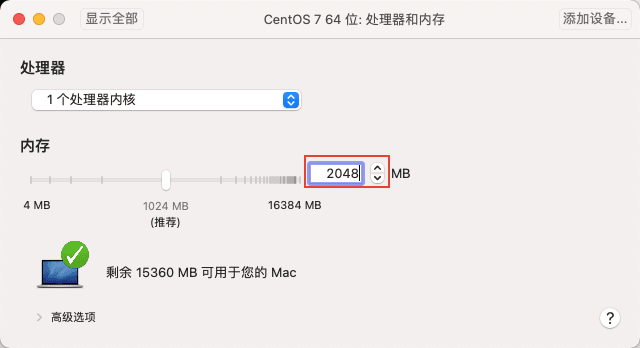 显示全部
CentOS 7 64 位: 处理器和内存
添加设备...
处理器
1 个处理器内核
内存
2048 MB
4 MB
1024 MB
(推荐)
16384 MB
剩余 15360 MB 可用于您的 Mac
高级选项
?